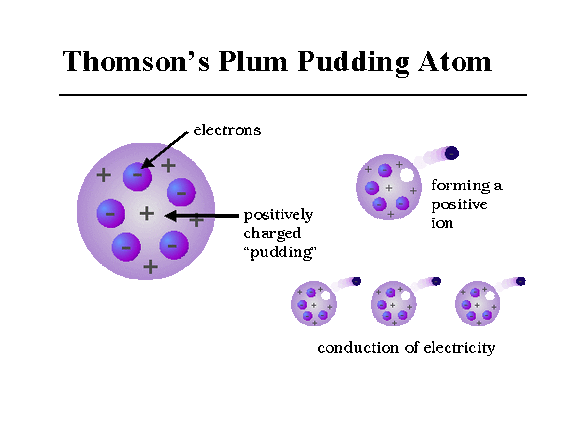 Thomson's Plum Pudding Atom
electrons
positively
charged
“pudding”
forming a
positive
ion
conduction of electricity